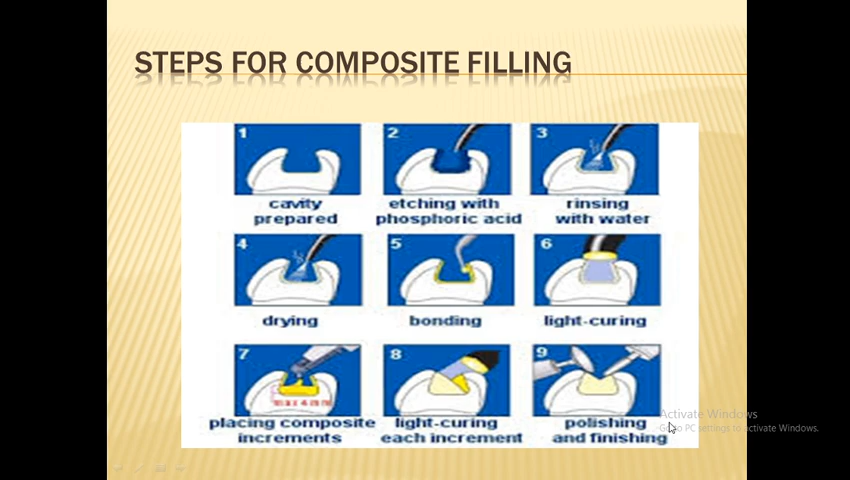 STEPS FOR COMPOSITE FILLING
1
2
3
cavity
prepared
etching with
phosphoric acid
rinsing
with water
4
5
6
drying
bonding
light-curing
7
8
9
placing composite
increments
light-curing
each increment
polishing
and finishing
Activate Windows
Go to PC settings to activate Windows.